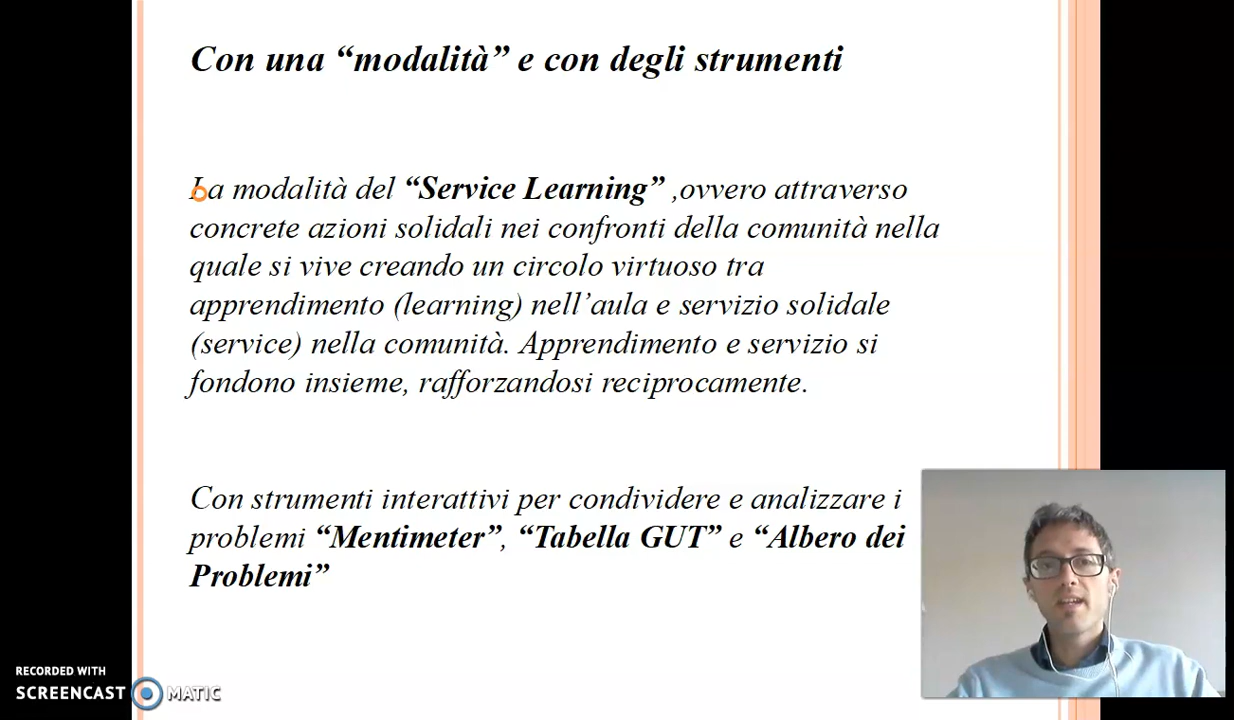 Con una “modalità” e con degli strumenti
La modalità del “Service Learning” ,ovvero attraverso
concrete azioni solidali nei confronti della comunità nella
quale si vive creando un circolo virtuoso tra
apprendimento (learning) nell’aula e servizio solidale
(service) nella comunità. Apprendimento e servizio si
fondono insieme, rafforzandosi reciprocamente.
Con strumenti interattivi per condividere e analizzare i
problemi “Mentimeter”, “Tabella GUT” e “Albero dei
Problemi”
RECORDED WITH
SCREENCAST MATIC